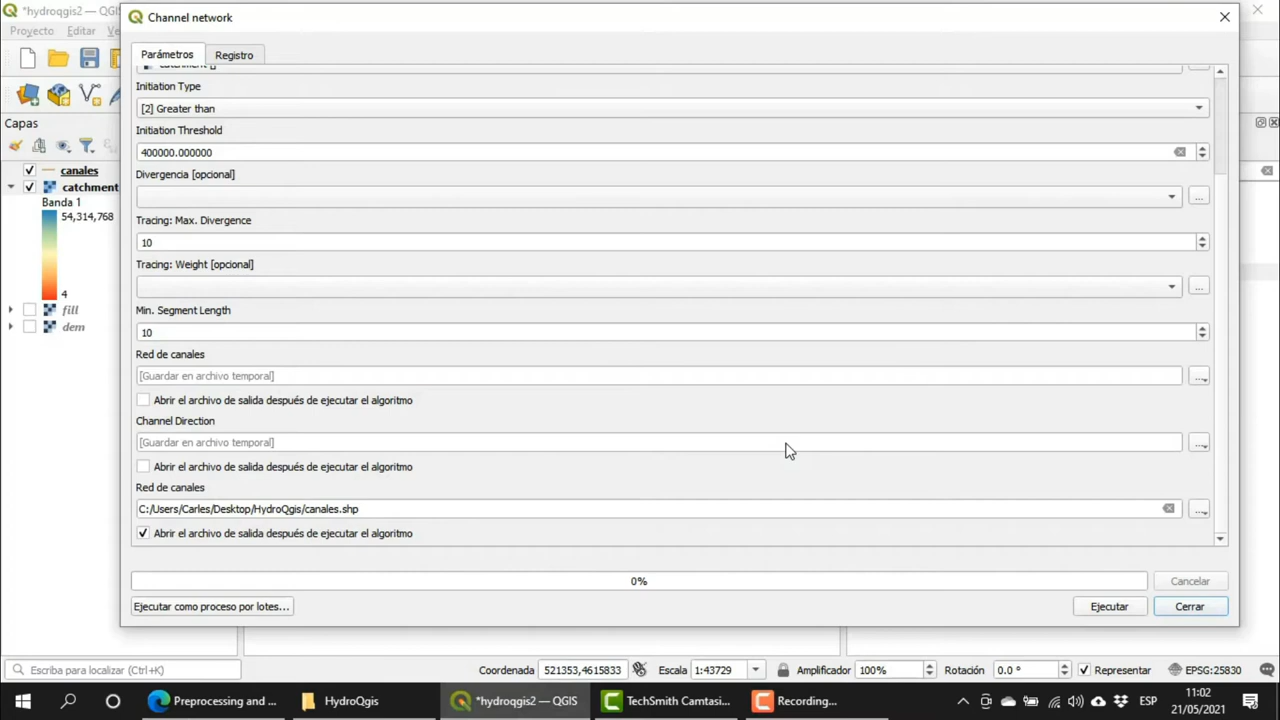 *hydroqgis2 — QGIS
Channel network
Proyecto Editar Ve
Parámetros
Registro
Capas
catchment []
Initiation Type
[2] Greater than
Initiation Threshold
400000.000000
Divergencia [opcional]
...
Tracing: Max. Divergence
10
Tracing: Weight [opcional]
...
Min. Segment Length
10
Red de canales
[Guardar en archivo temporal]
...
Abrir el archivo de salida después de ejecutar el algoritmo
Channel Direction
[Guardar en archivo temporal]
...
Abrir el archivo de salida después de ejecutar el algoritmo
Red de canales
C:/Users/Carles/Desktop/HydroQgis/canales.shp
...
Abrir el archivo de salida después de ejecutar el algoritmo
canales
catchment
Banda 1
54,314,768
4
fill
dem
0%
Cancelar
Ejecutar como proceso por lotes...
Ejecutar
Cerrar
Escribe para localizar (Ctrl+K)
Coordenada 521353,4615833
Escala 1:43729
Amplificador 100%
Rotación 0.0 °
Representar
EPSG:25830
Preprocessing and ...
HydroQgis
*hydroqgis2 — QGIS
TechSmith Camtasi...
Recording...
ESP
11:02
21/05/2021